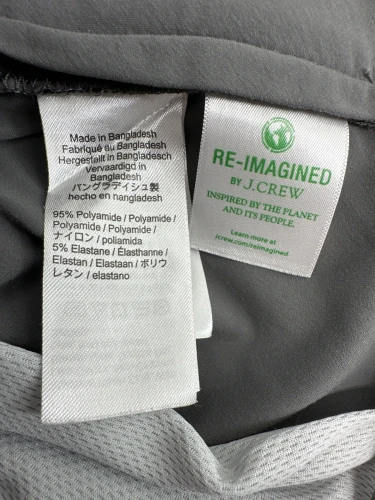 Made in Bangladesh
Fabriqué au Bangladesh
Hergestellt in Bangladesch
Vervaardigd in
Bangladesh
バングラデイシュ製
hecho en bangladesh
95% Polyamide / Polyamide /
Polyamide / Polyamide /
ナイロン / poliamida
5% Elastane / Élasthanne /
Elastan / Elastaan / ポリウ
レタン / elastano
RE-IMAGINED
BY J.CREW
INSPIRED BY THE PLANET
AND ITS PEOPLE.
Learn more at
jcrew.com/reimagined